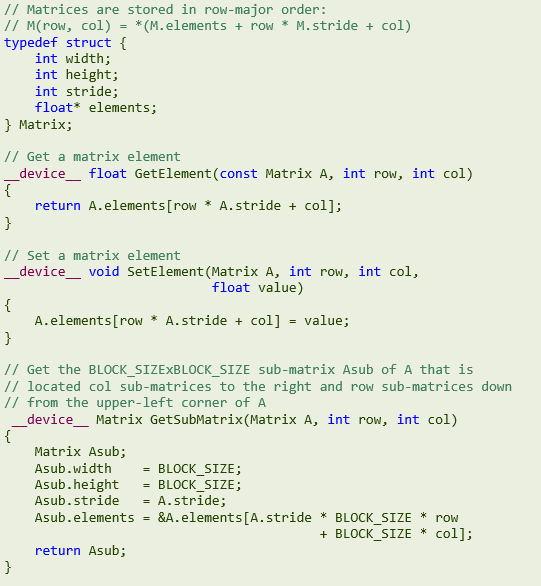 // Matrices are stored in row-major order:
// M(row, col) = *(M.elements + row * M.stride + col)
typedef struct {
    int width;
    int height;
    int stride;
    float* elements;
} Matrix;

// Get a matrix element
__device__ float GetElement(const Matrix A, int row, int col)
{
    return A.elements[row * A.stride + col];
}

// Set a matrix element
__device__ void SetElement(Matrix A, int row, int col,
                           float value)
{
    A.elements[row * A.stride + col] = value;
}

// Get the BLOCK_SIZExBLOCK_SIZE sub-matrix Asub of A that is
// located col sub-matrices to the right and row sub-matrices down
// from the upper-left corner of A
 __device__ Matrix GetSubMatrix(Matrix A, int row, int col)
{
    Matrix Asub;
    Asub.width    = BLOCK_SIZE;
    Asub.height   = BLOCK_SIZE;
    Asub.stride   = A.stride;
    Asub.elements = &A.elements[A.stride * BLOCK_SIZE * row
                                         + BLOCK_SIZE * col];
    return Asub;
}